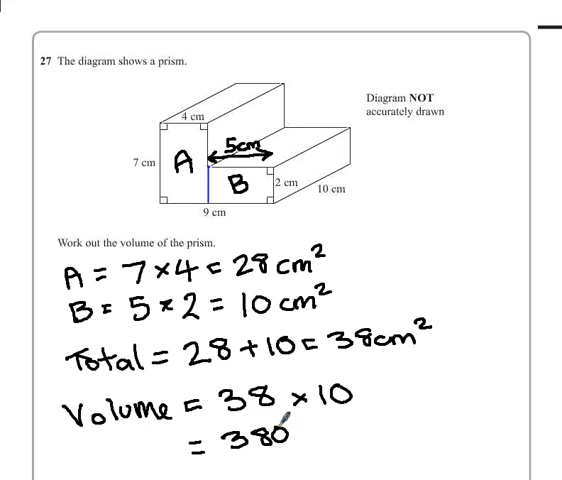 27 The diagram shows a prism.
Diagram NOT
accurately drawn
4 cm
5cm
7 cm
A
B
2 cm
10 cm
9 cm
Work out the volume of the prism.
A = 7 × 4 = 28 cm²
B = 5 × 2 = 10 cm²
Total = 28 + 10 = 38cm²
Volume = 38 × 10
= 380